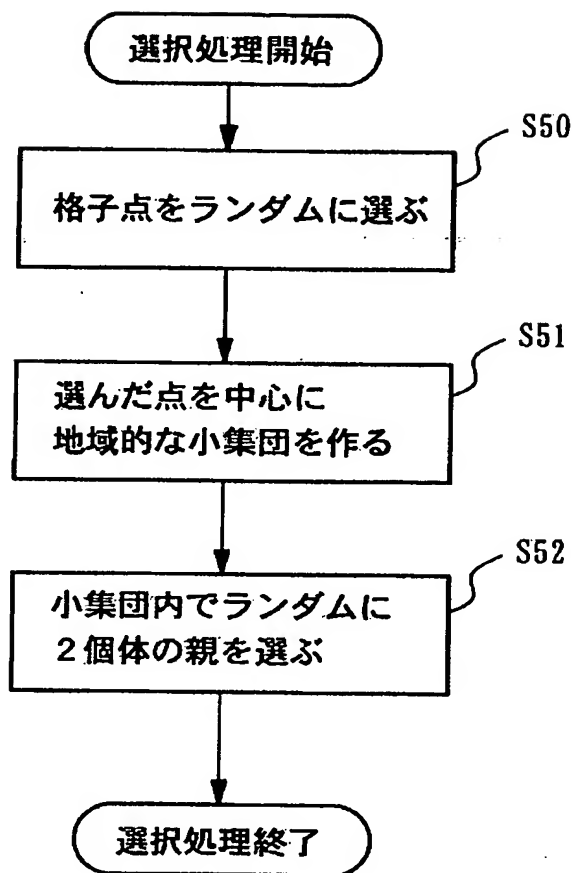 選択処理開始
S50
格子点をランダムに選ぶ
S51
選んだ点を中心に
地域的な小集団を作る
S52
小集団内でランダムに
2個体の親を選ぶ
選択処理終了